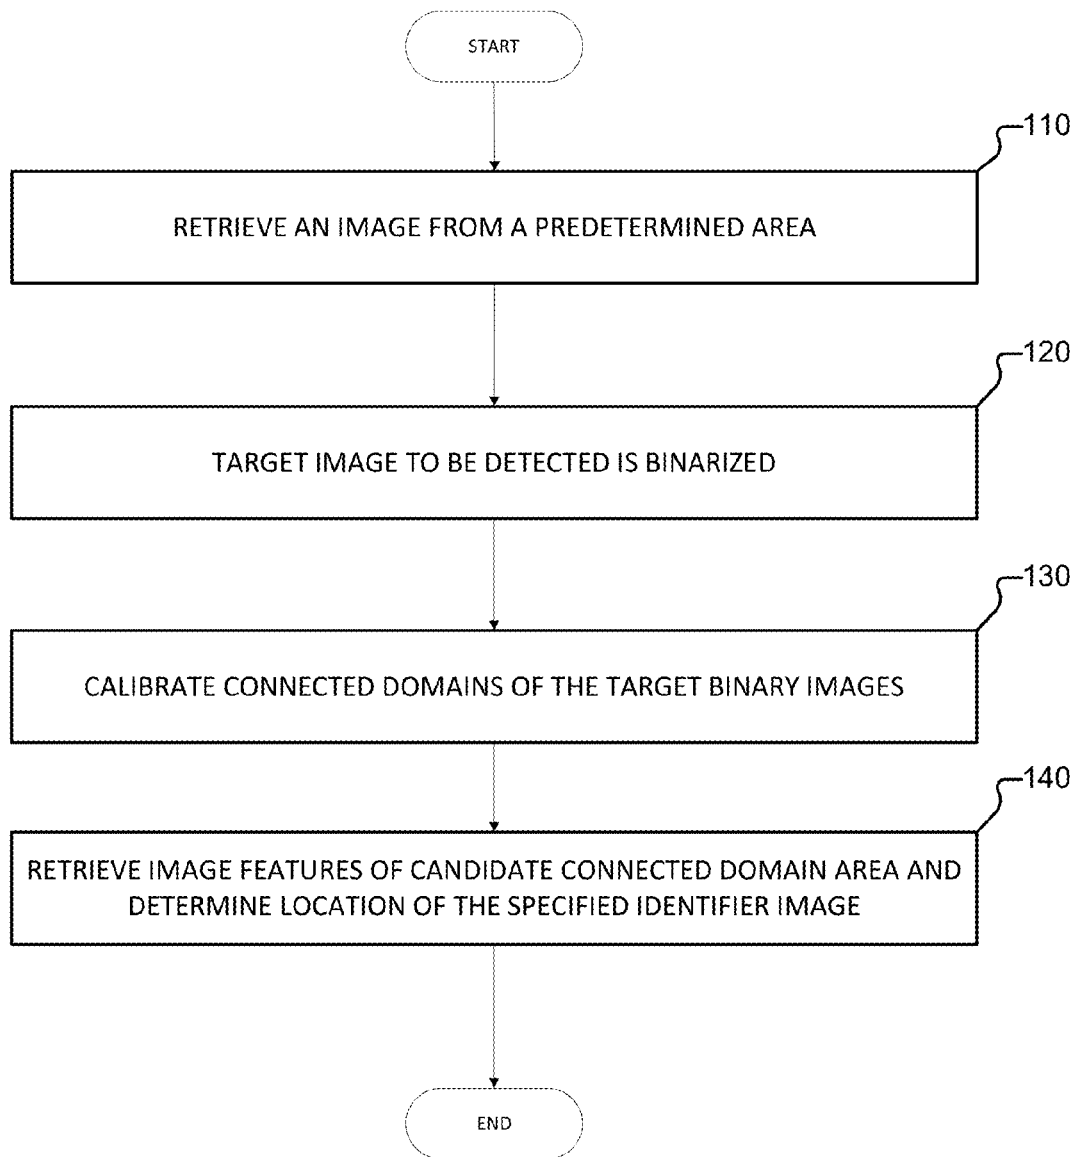 START
110
RETRIEVE AN IMAGE FROM A PREDETERMINED AREA
120
TARGET IMAGE TO BE DETECTED IS BINARIZED
130
CALIBRATE CONNECTED DOMAINS OF THE TARGET BINARY IMAGES
140
RETRIEVE IMAGE FEATURES OF CANDIDATE CONNECTED DOMAIN AREA AND
DETERMINE LOCATION OF THE SPECIFIED IDENTIFIER IMAGE
END